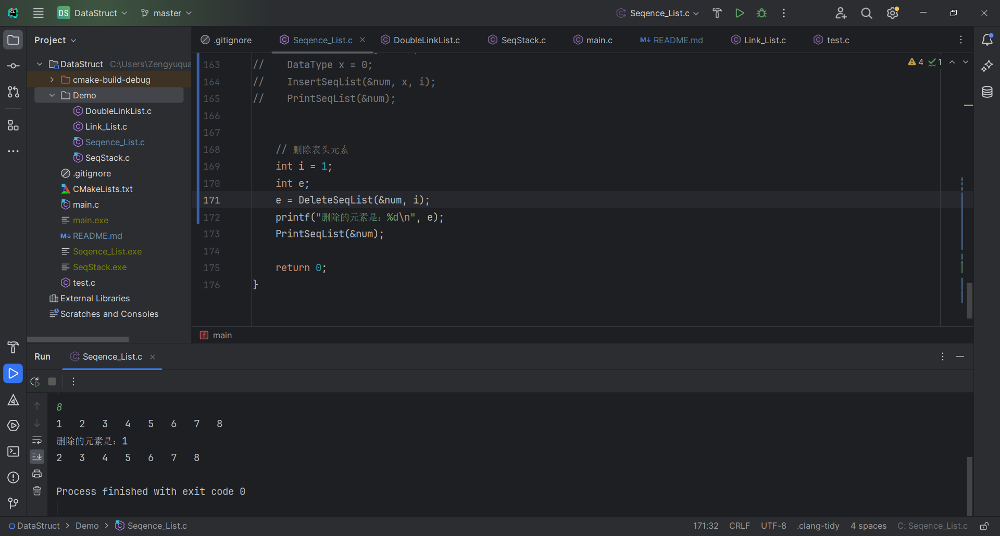 DS DataStruct master Seqence_List.c
Project
.gitignore Seqence_List.c DoubleLinkList.c SeqStack.c main.c M↓ README.md Link_List.c test.c
DataStruct C:\Users\Zengyuqua
cmake-build-debug
Demo
DoubleLinkList.c
Link_List.c
Seqence_List.c
SeqStack.c
.gitignore
CMakeLists.txt
main.c
main.exe
M↓ README.md
Seqence_List.exe
SeqStack.exe
test.c
External Libraries
Scratches and Consoles
4 1
163 // DataType x = 0;
164 // InsertSeqList(&num, x, i);
165 // PrintSeqList(&num);
166
167
168 // 删除表头元素
169 int i = 1;
170 int e;
171 e = DeleteSeqList(&num, i);
172 printf("删除的元素是：%d\n", e);
173 PrintSeqList(&num);
174
175 return 0;
176 }
f main
Run Seqence_List.c
8
1 2 3 4 5 6 7 8
删除的元素是：1
2 3 4 5 6 7 8
Process finished with exit code 0
DataStruct > Demo > Seqence_List.c 171:32 CRLF UTF-8 .clang-tidy 4 spaces C: Seqence_List.c